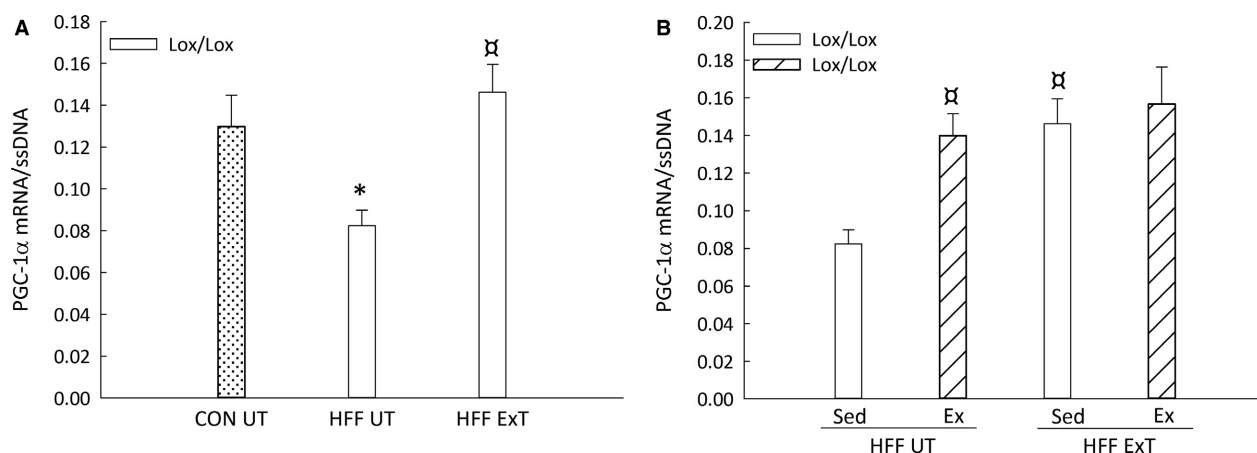 A
PGC-1α mRNA/ssDNA
0.18
0.16
0.14
0.12
0.10
0.08
0.06
0.04
0.02
0.00
Lox/Lox
*
¤
CON UT HFF UT HFF ExT
B
PGC-1α mRNA/ssDNA
0.20
0.18
0.16
0.14
0.12
0.10
0.08
0.06
0.04
0.02
0.00
Lox/Lox
Lox/Lox
¤ ¤
Sed Ex Sed Ex
HFF UT HFF ExT